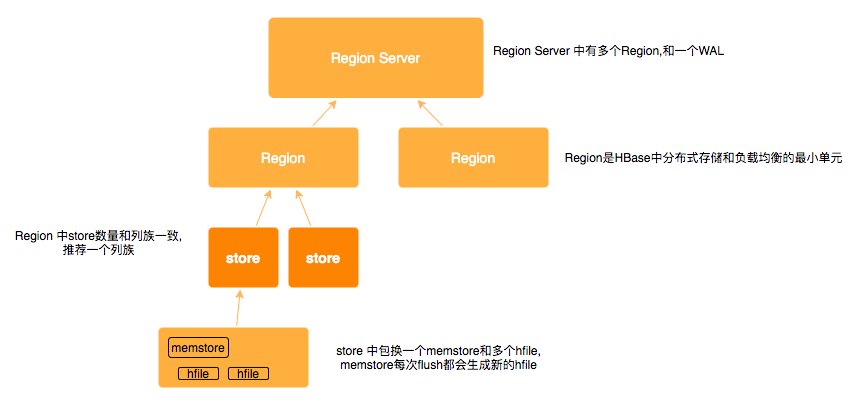 Region Server
Region Server 中有多个Region,和一个WAL
Region
Region
Region是HBase中分布式存储和负载均衡的最小单元
Region 中store数量和列族一致,
推荐一个列族
store
store
memstore
hfile
hfile
store 中包换一个memstore和多个hfile,
memstore每次flush都会生成新的hfile